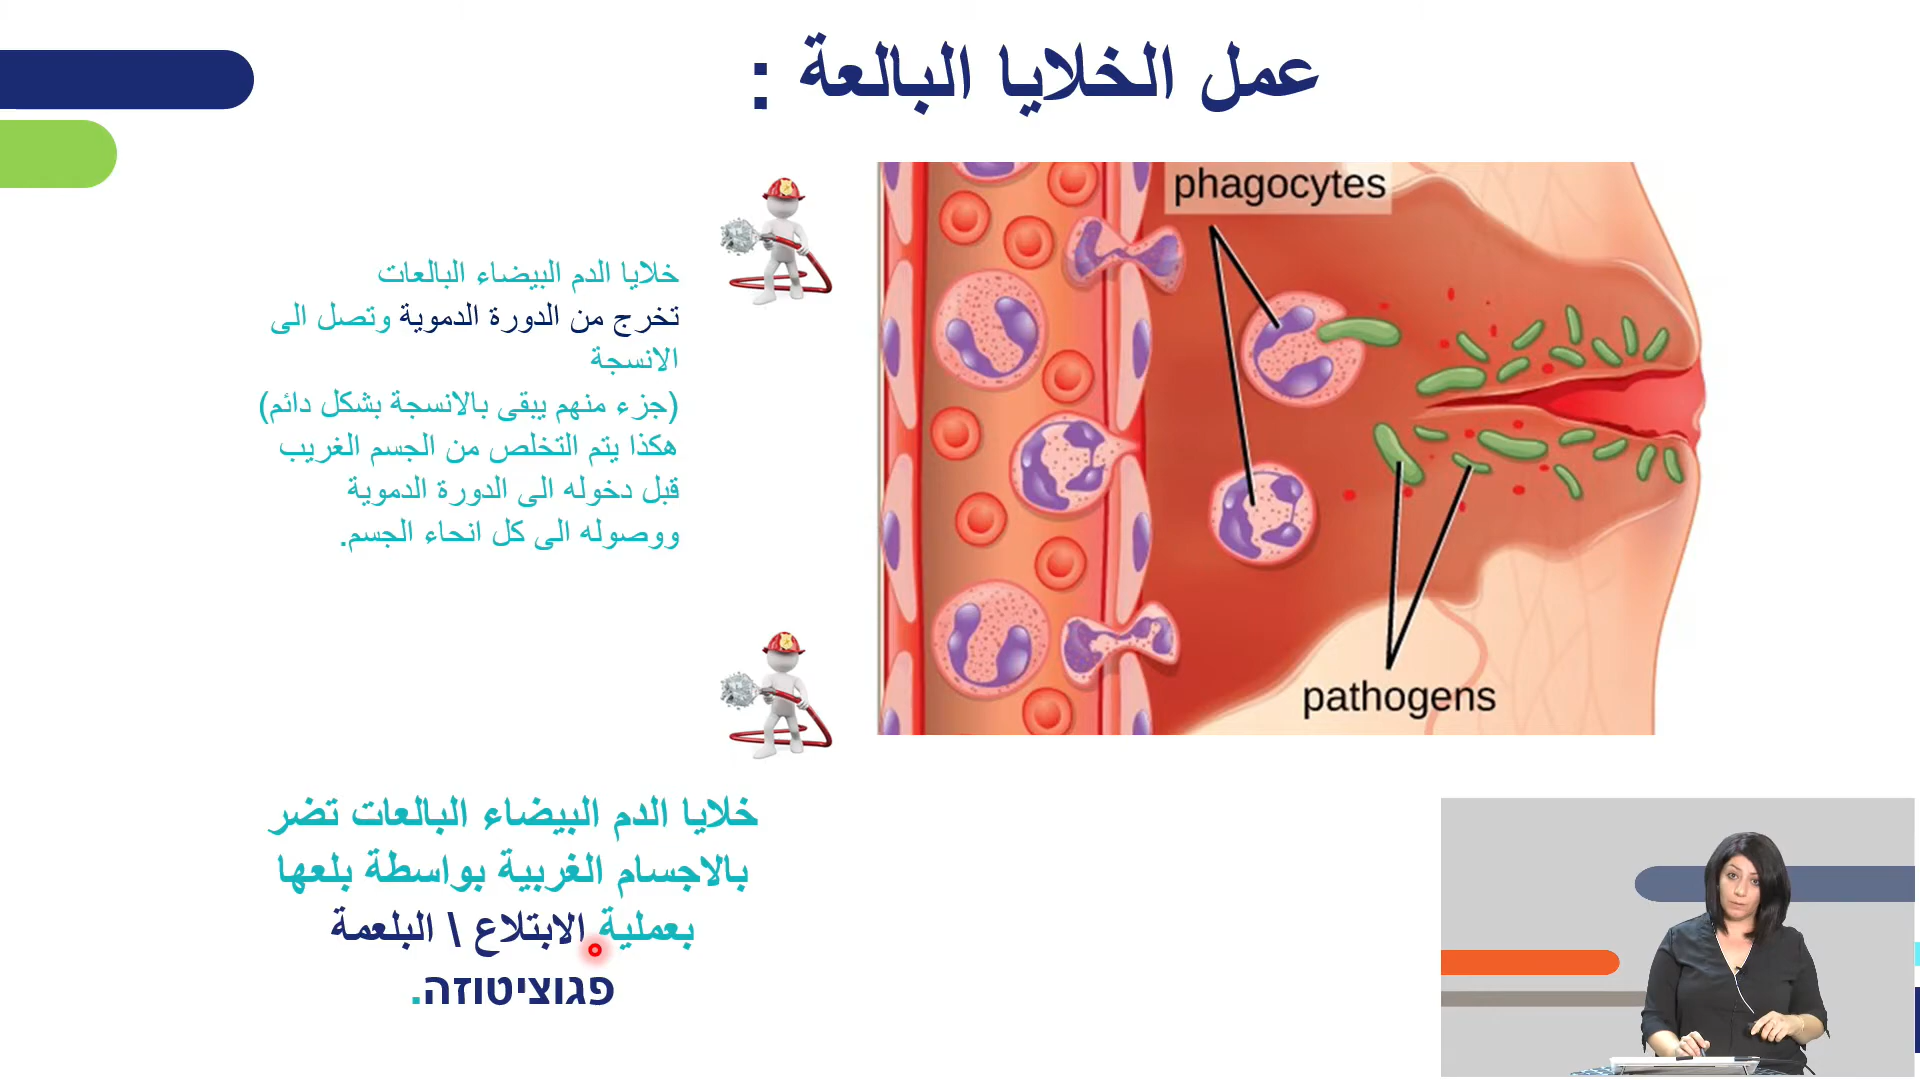 عمل الخلايا البالعة :
phagocytes
خلايا الدم البيضاء البالعات
تخرج من الدورة الدموية وتصل الى
الانسجة
(جزء منهم يبقى بالانسجة بشكل دائم)
هكذا يتم التخلص من الجسم الغريب
قبل دخوله الى الدورة الدموية
ووصوله الى كل انحاء الجسم.
pathogens
خلايا الدم البيضاء البالعات تضر
بالاجسام الغربية بواسطة بلعها
بعملية الابتلاع \ البلعمة
פגוציטוזה.